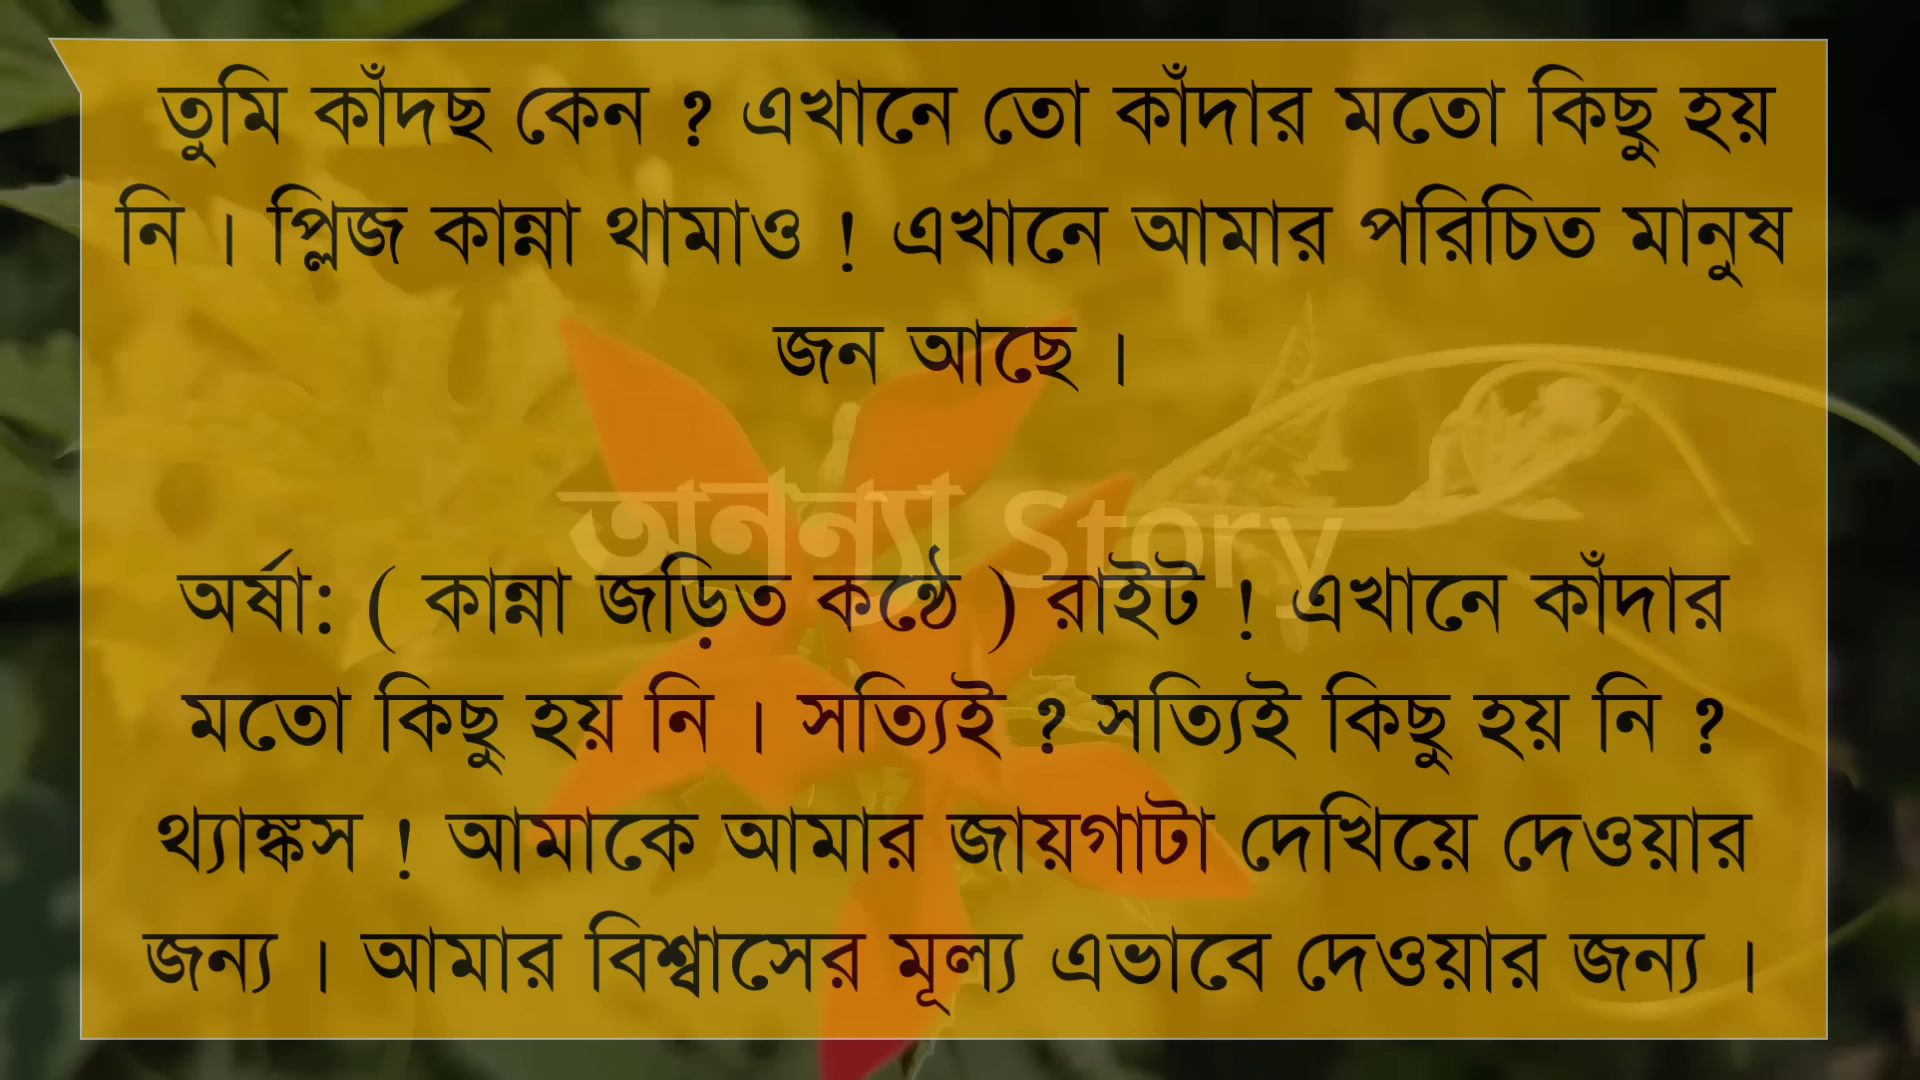 তুমি কাঁদছ কেন ? এখানে তো কাঁদার মতো কিছু হয়
নি । প্লিজ কান্না থামাও ! এখানে আমার পরিচিত মানুষ
জন আছে ।
অনন্যা Story
অর্ষা: ( কান্না জড়িত কন্ঠে ) রাইট ! এখানে কাঁদার
মতো কিছু হয় নি । সত্যিই ? সত্যিই কিছু হয় নি ?
থ্যাঙ্কস ! আমাকে আমার জায়গাটা দেখিয়ে দেওয়ার
জন্য । আমার বিশ্বাসের মূল্য এভাবে দেওয়ার জন্য ।